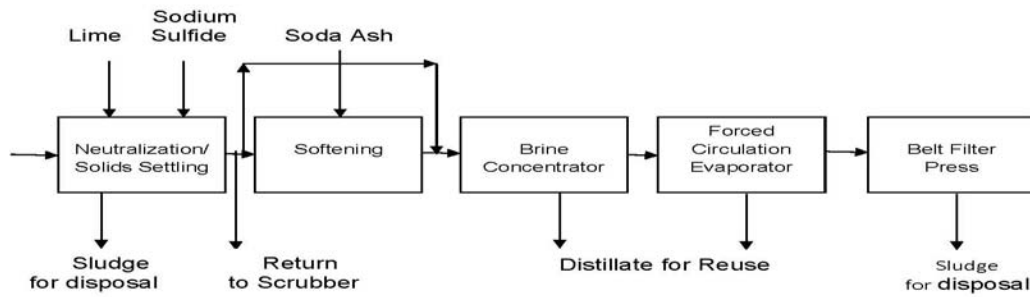 Lime
Sodium
Sulfide
Soda Ash
Neutralization/
Solids Settling
Softening
Brine
Concentrator
Forced
Circulation
Evaporator
Belt Filter
Press
Sludge
for disposal
Return
to Scrubber
Distillate for Reuse
Sludge
for disposal